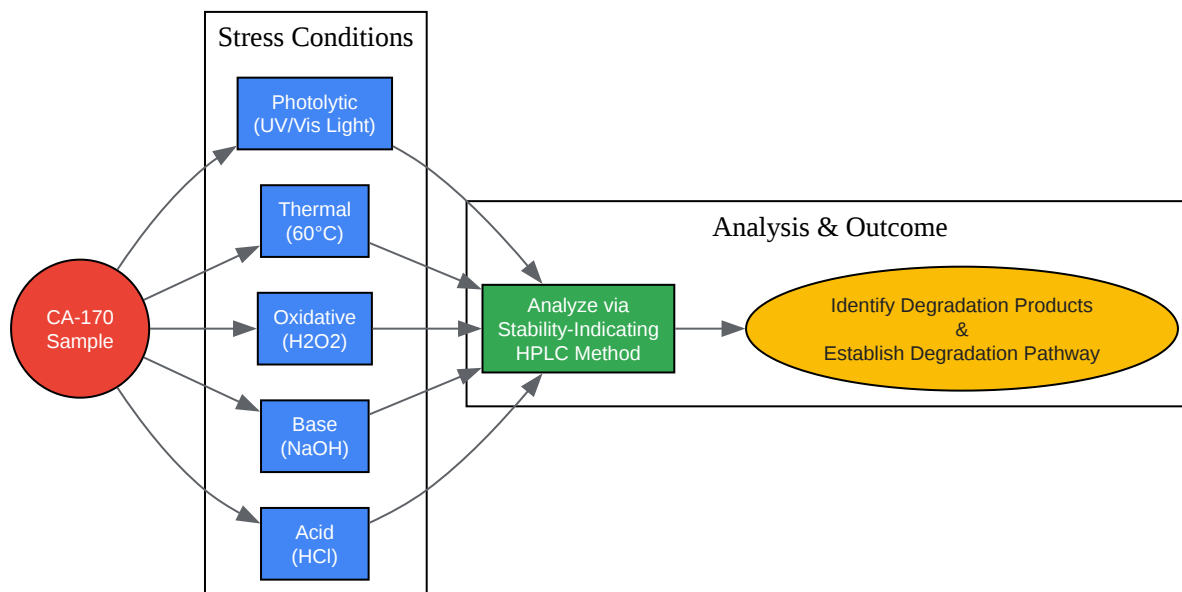 Stress Conditions
Photolytic
(UV/Vis Light)
Thermal
(60°C)
Analysis & Outcome
CA-170
Sample
Oxidative
(H2O2)
Analyze via
Stability-Indicating
HPLC Method
Identify Degradation Products
&
Establish Degradation Pathway
Base
(NaOH)
Acid
(HCl)